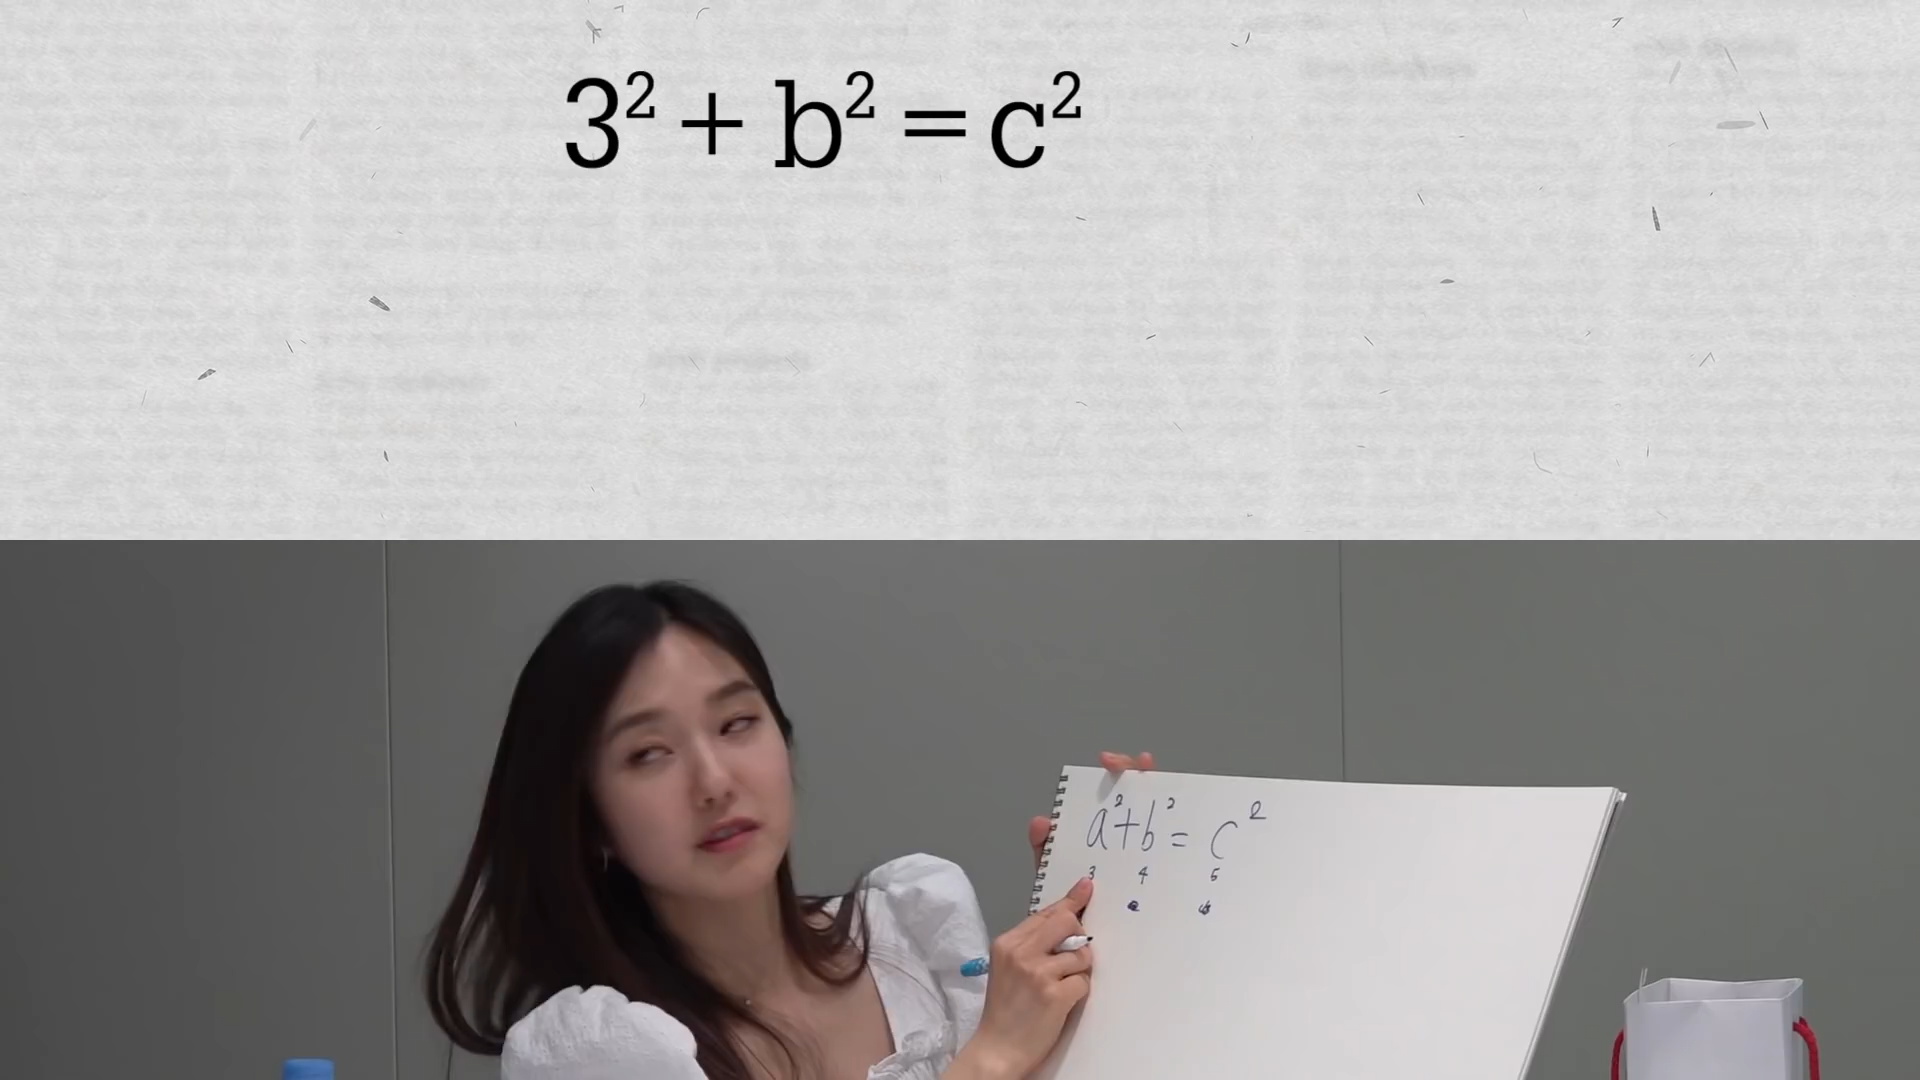 3² + b² = c²
a² + b² = c²
3 4 5